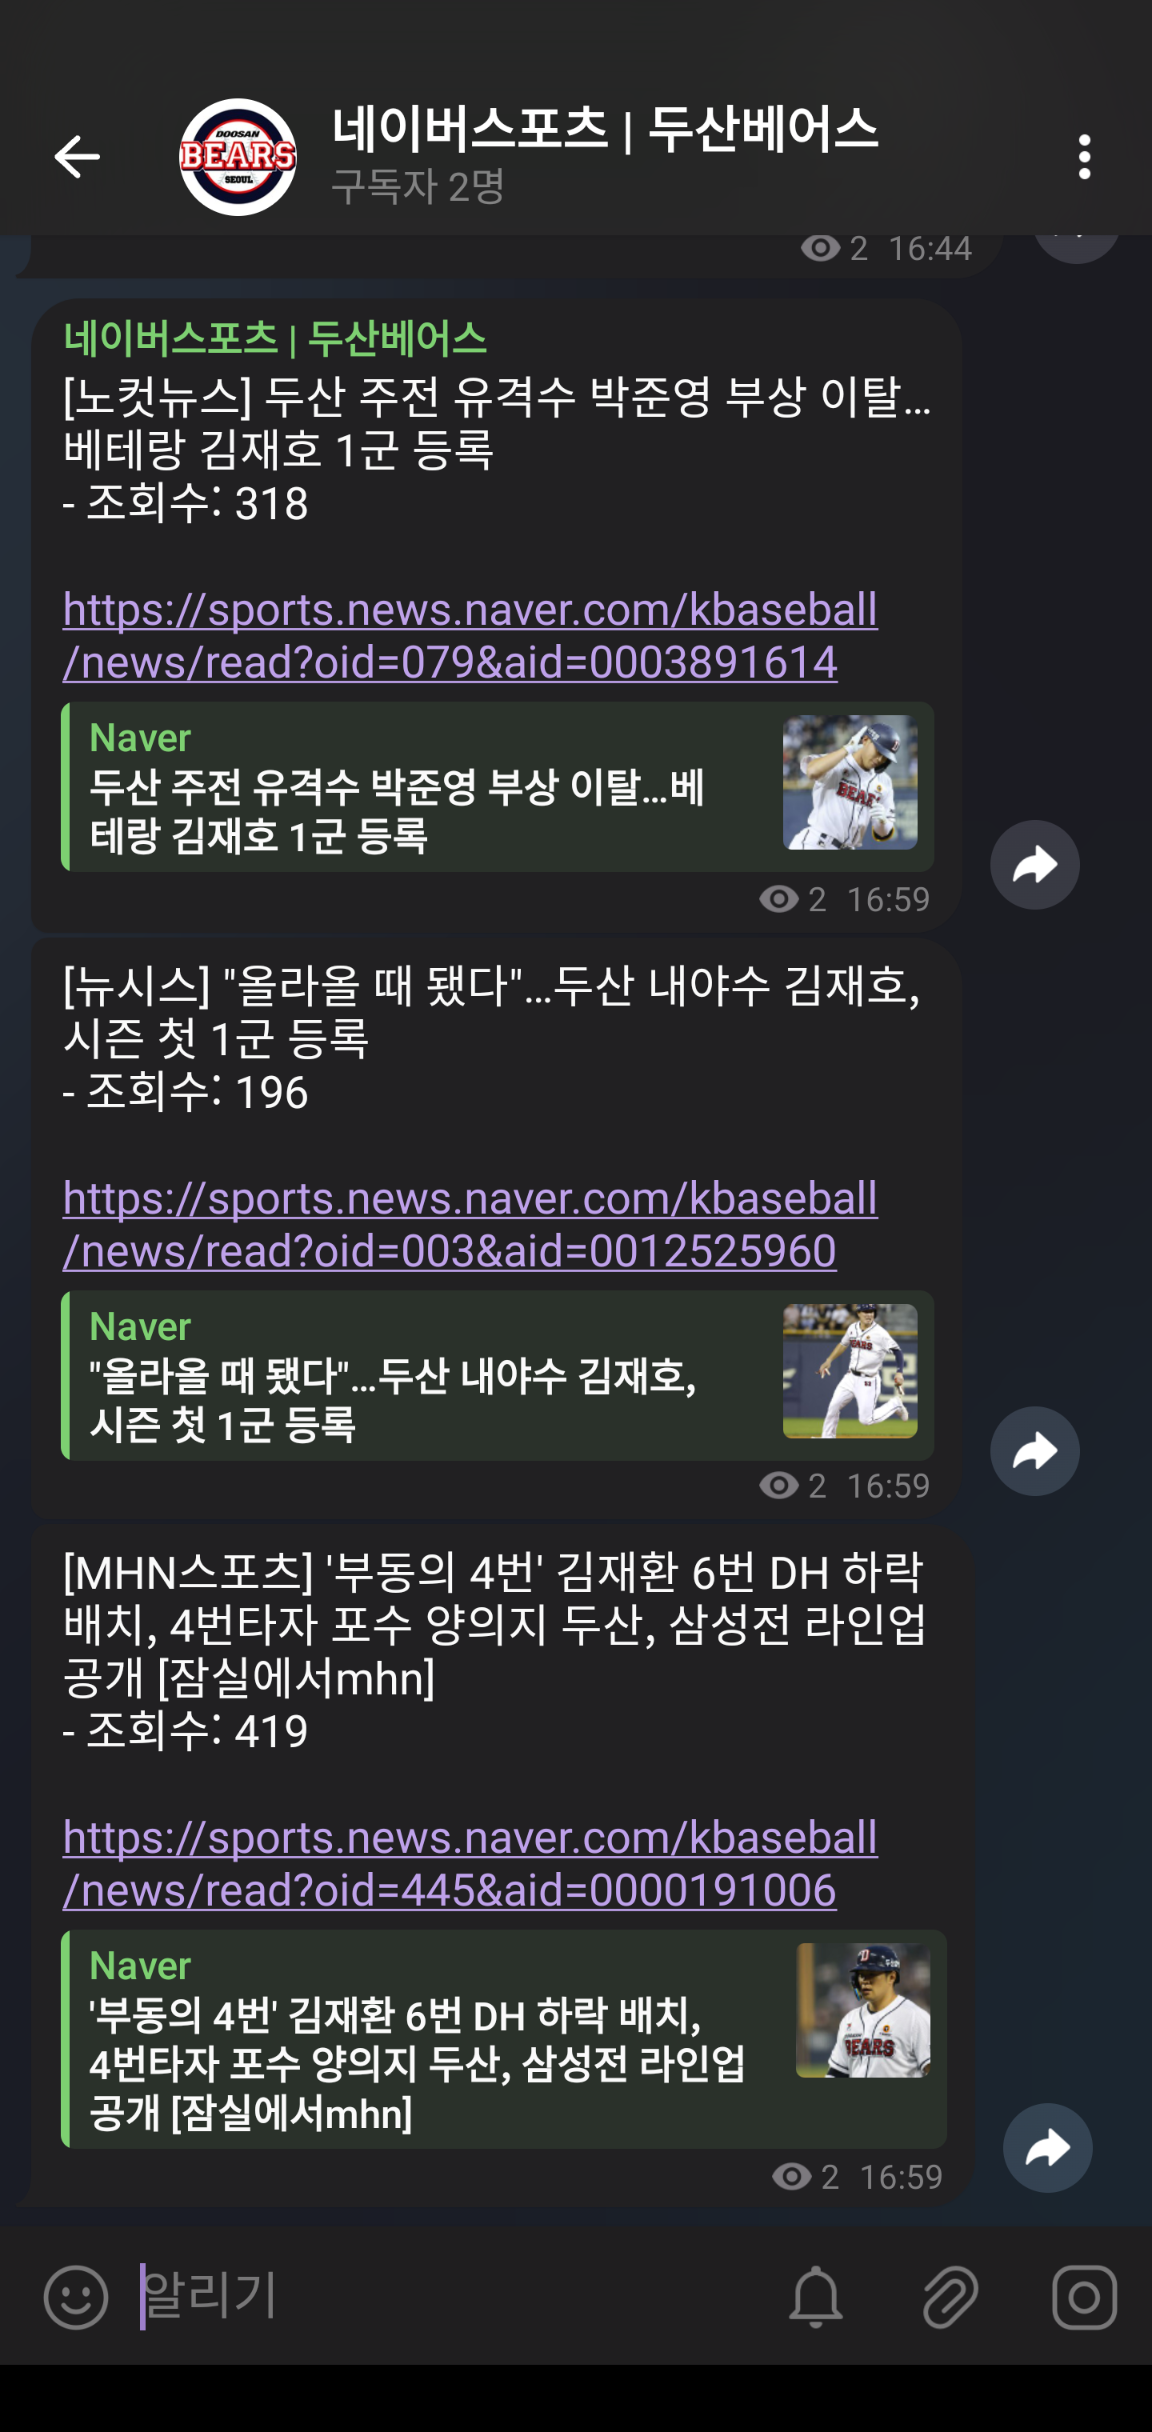 DOOSAN
BEARS
SEOUL
네이버스포츠 | 두산베어스
구독자 2명
2 16:44
네이버스포츠 | 두산베어스
[노컷뉴스] 두산 주전 유격수 박준영 부상 이탈…
베테랑 김재호 1군 등록
- 조회수: 318
https://sports.news.naver.com/kbaseball
/news/read?oid=079&aid=0003891614
Naver
두산 주전 유격수 박준영 부상 이탈…베
테랑 김재호 1군 등록
2 16:59
[뉴시스] "올라올 때 됐다"…두산 내야수 김재호,
시즌 첫 1군 등록
- 조회수: 196
https://sports.news.naver.com/kbaseball
/news/read?oid=003&aid=0012525960
Naver
"올라올 때 됐다"…두산 내야수 김재호,
시즌 첫 1군 등록
2 16:59
[MHN스포츠] '부동의 4번' 김재환 6번 DH 하락
배치, 4번타자 포수 양의지 두산, 삼성전 라인업
공개 [잠실에서mhn]
- 조회수: 419
https://sports.news.naver.com/kbaseball
/news/read?oid=445&aid=0000191006
Naver
'부동의 4번' 김재환 6번 DH 하락 배치,
4번타자 포수 양의지 두산, 삼성전 라인업
공개 [잠실에서mhn]
BEARS
2 16:59
알리기